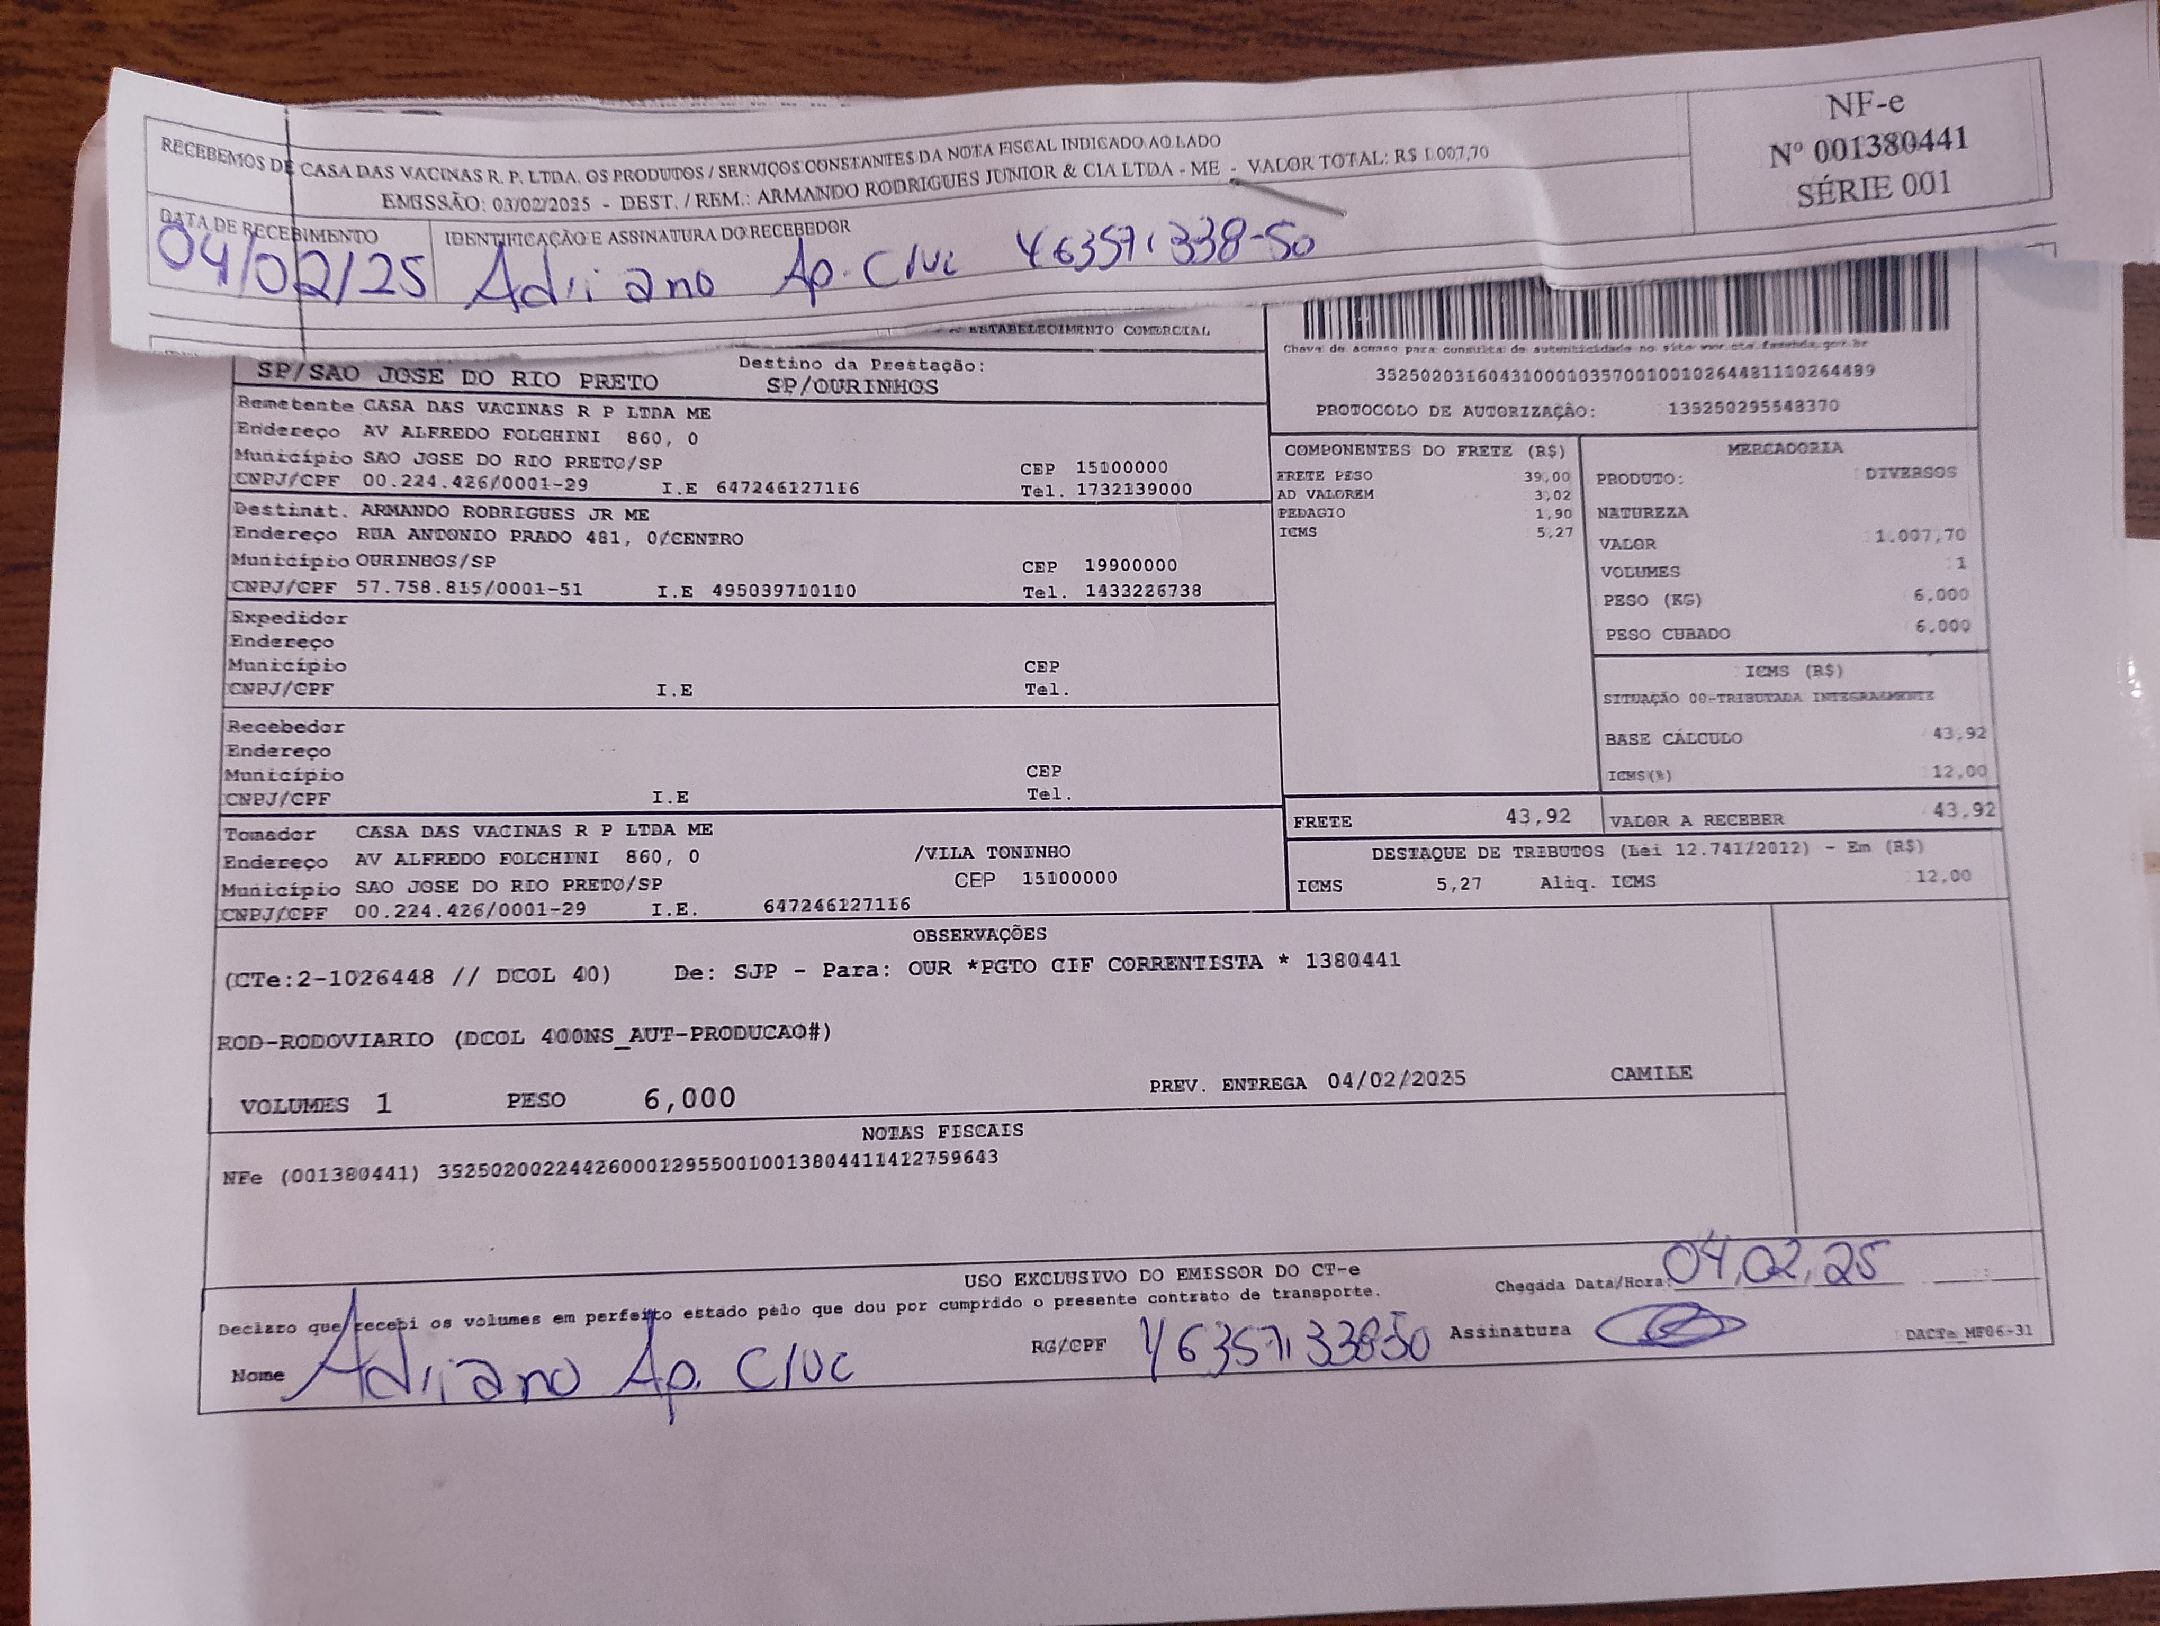 RECEBEMOS DE CASA DAS VACINAS R. P. LTDA. OS PRODUTOS / SERVIÇOS CONSTANTES DA NOTA FISCAL INDICADO AO LADO
EMISSÃO: 03/02/2025 - DEST. / REM.: ARMANDO RODRIGUES JUNIOR & CIA LTDA - ME - VALOR TOTAL: R$ 1.007,70
NF-e
Nº 001380441
SÉRIE 001
DATA DE RECEBIMENTO
04/02/25
IDENTIFICAÇÃO E ASSINATURA DO RECEBEDOR
Adriano Ap. 463571338-50
ESTABELECIMENTO COMERCIAL
Chave de acesso para consulta de autenticidade no site www.cte.fazenda.gov.br
35250203160431000103570010010264481110264489
PROTOCOLO DE AUTORIZAÇÃO: 135250295548370
SP/SAO JOSE DO RIO PRETO
Destino da Prestação:
SP/OURINHOS
Remetente CASA DAS VACINAS R P LTDA ME
Endereço AV ALFREDO FOLCHINI 860, 0
Município SAO JOSE DO RIO PRETO/SP CEP 15100000
CNPJ/CPF 00.224.426/0001-29 I.E 647246127116 Tel. 1732139000
Destinat. ARMANDO RODRIGUES JR ME
Endereço RUA ANTONIO PRADO 481, 0/CENTRO
Município OURINHOS/SP CEP 19900000
CNPJ/CPF 57.758.815/0001-51 I.E 495039710110 Tel. 1433226738
Expedidor
Endereço
Município CEP
CNPJ/CPF I.E Tel.
Recebedor
Endereço
Município CEP
CNPJ/CPF I.E Tel.
Tomador CASA DAS VACINAS R P LTDA ME
Endereço AV ALFREDO FOLCHINI 860, 0 /VILA TONINHO
Município SAO JOSE DO RIO PRETO/SP CEP 15100000
CNPJ/CPF 00.224.426/0001-29 I.E. 647246127116
COMPONENTES DO FRETE (R$)
FRETE PESO 39,00
AD VALOREM 3,02
PEDAGIO 1,90
ICMS 5,27
MERCADORIA
PRODUTO: DIVERSOS
NATUREZA
VALOR 1.007,70
VOLUMES 1
PESO (KG) 6,000
PESO CUBADO 6,000
ICMS (R$)
SITUAÇÃO 00-TRIBUTADA INTEGRALMENTE
BASE CÁLCULO 43,92
ICMS(%) 12,00
FRETE 43,92 VALOR A RECEBER 43,92
DESTAQUE DE TRIBUTOS (Lei 12.741/2012) - Em (R$)
ICMS 5,27 Aliq. ICMS 12,00
OBSERVAÇÕES
(CTe:2-1026448 // DCOL 40) De: SJP - Para: OUR *PGTO CIF CORRENTISTA * 1380441
ROD-RODOVIARIO (DCOL 400NS_AUT-PRODUCAO#)
VOLUMES 1 PESO 6,000 PREV. ENTREGA 04/02/2025 CAMILE
NOTAS FISCAIS
NFe (001380441) 35250200224426000129550010013804411412759643
USO EXCLUSIVO DO EMISSOR DO CT-e
Declaro que recebi os volumes em perfeito estado pelo que dou por cumprido o presente contrato de transporte.
Chegada Data/Hora: 04,02,25
Nome Adriano Ap. RG/CPF 46357133850 Assinatura
DACTe_MF06-31